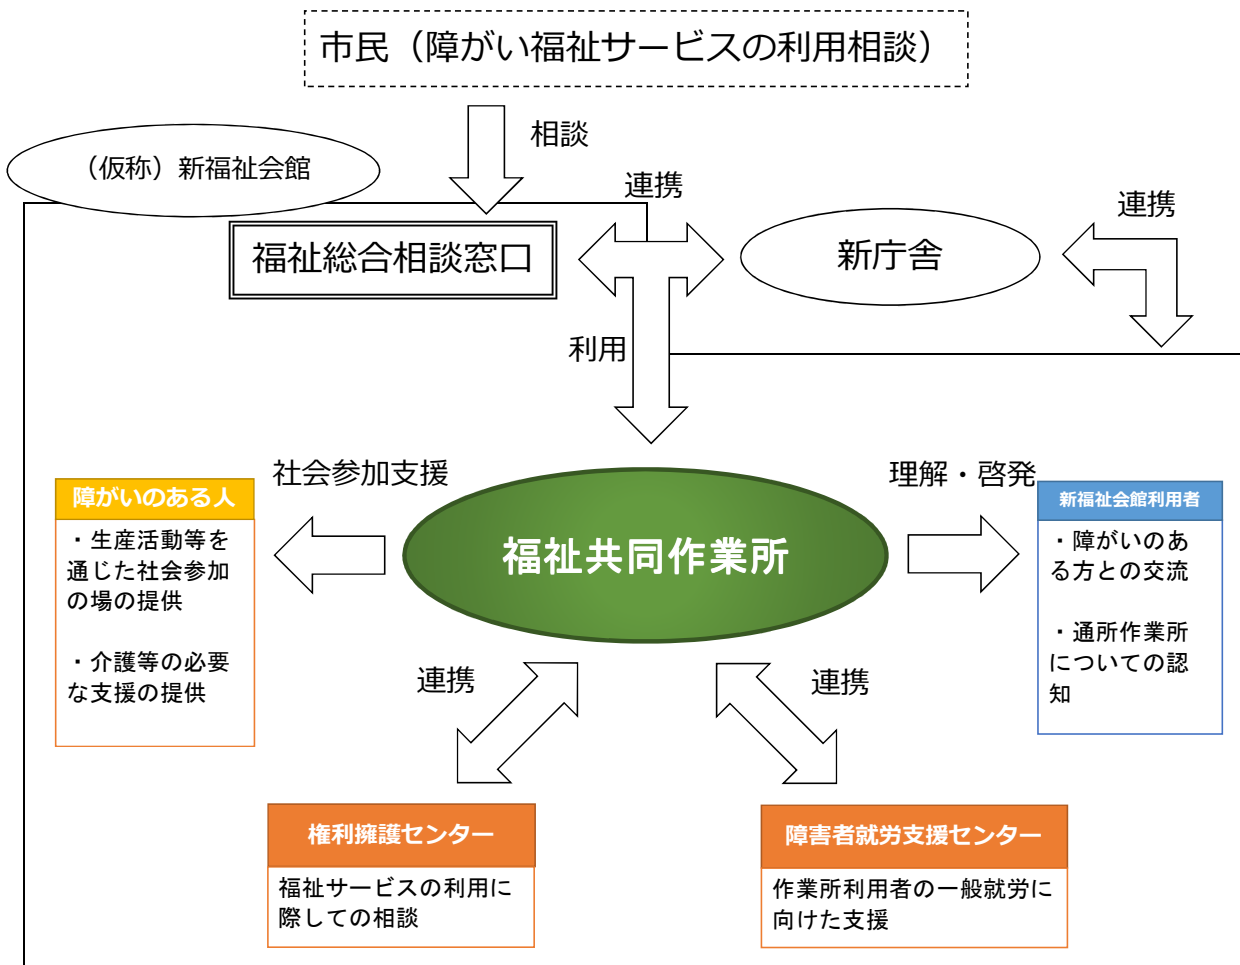 市民（障がい福祉サービスの利用相談）
相談
（仮称）新福祉会館
連携
連携
福祉総合相談窓口
新庁舎
利用
社会参加支援
理解・啓発
障がいのある人
・生産活動等を
通じた社会参加
の場の提供
・介護等の必要
な支援の提供
福祉共同作業所
新福祉会館利用者
・障がいのあ
る方との交流
・通所作業所
についての認
知
連携
連携
権利擁護センター
福祉サービスの利用に
際しての相談
障害者就労支援センター
作業所利用者の一般就労に
向けた支援